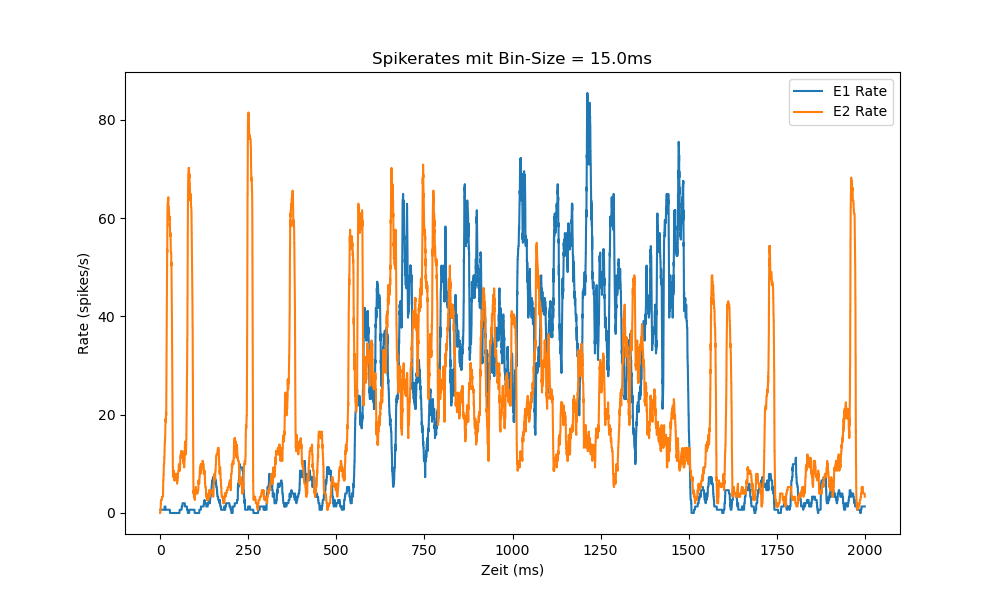 Spikerates mit Bin-Size = 15.0ms
E1 Rate
E2 Rate
Rate (spikes/s)
80
60
40
20
0
0 250 500 750 1000 1250 1500 1750 2000
Zeit (ms)